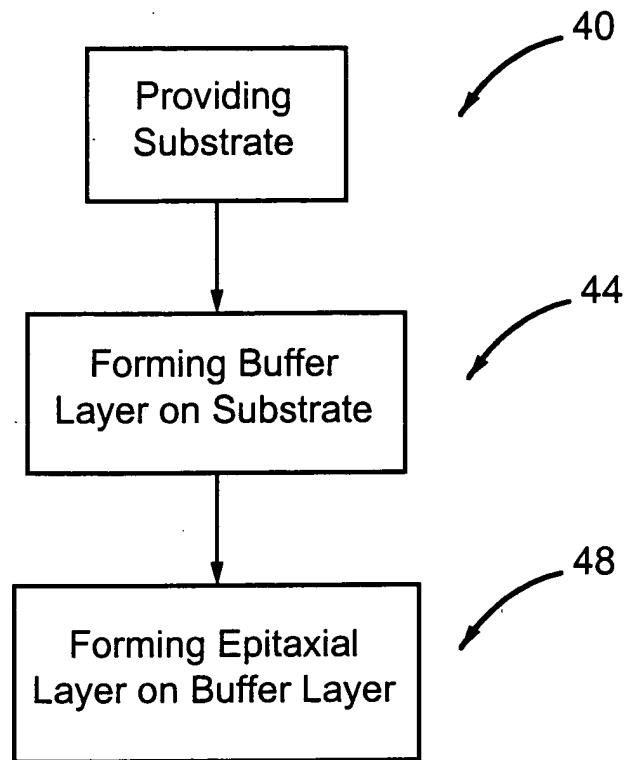 40
Providing
Substrate
44
Forming Buffer
Layer on Substrate
48
Forming Epitaxial
Layer on Buffer Layer